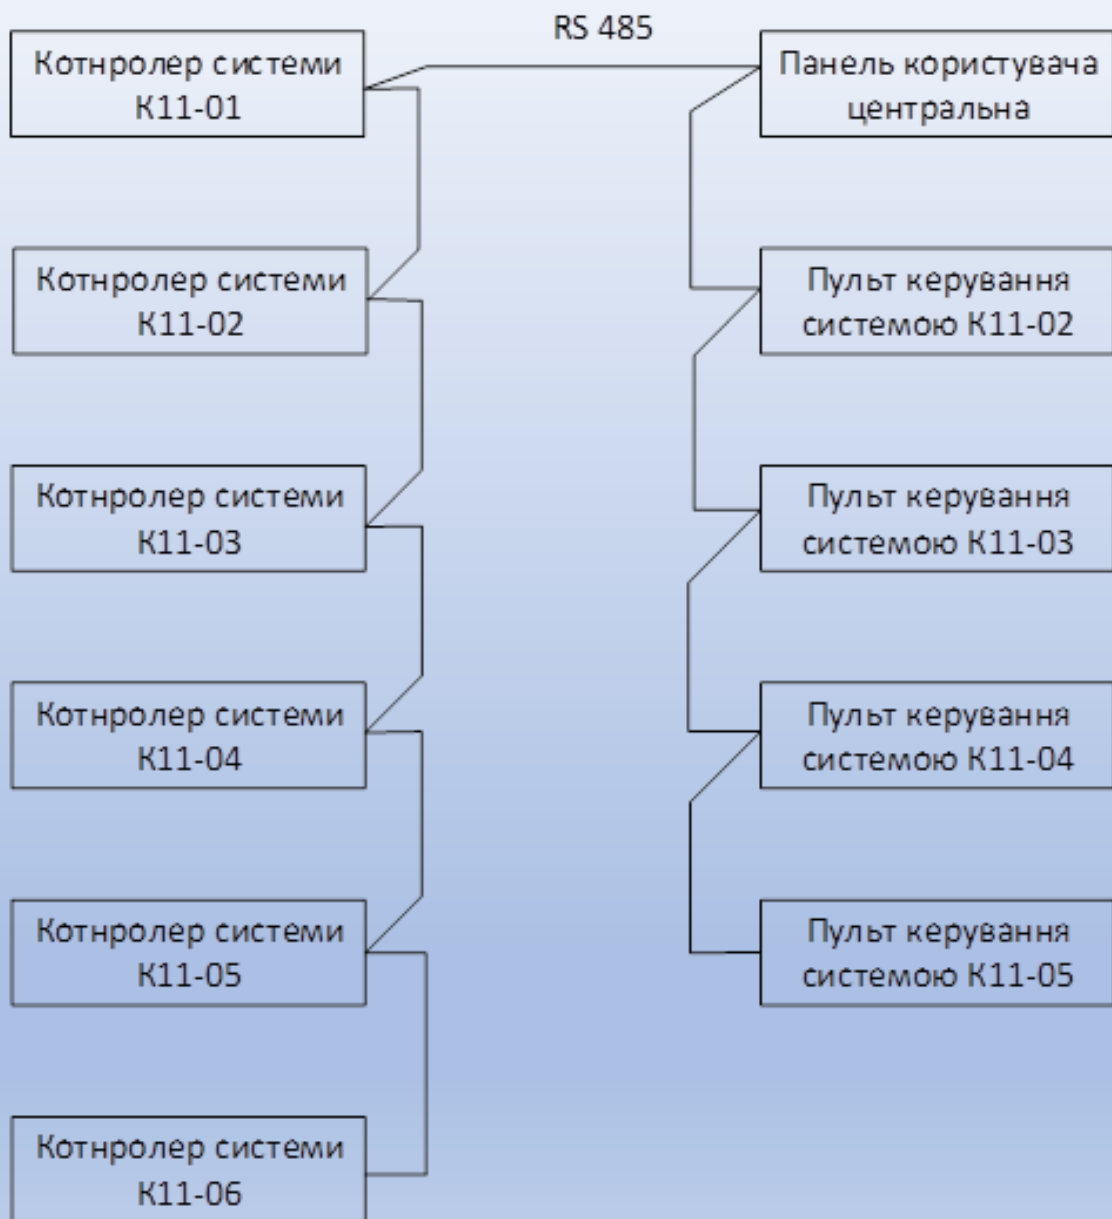 RS 485
Котнролер системи
К11-01
Панель користувача
центральна
Котнролер системи
К11-02
Пульт керування
системою К11-02
Котнролер системи
К11-03
Пульт керування
системою К11-03
Котнролер системи
К11-04
Пульт керування
системою К11-04
Котнролер системи
К11-05
Пульт керування
системою К11-05
Котнролер системи
К11-06